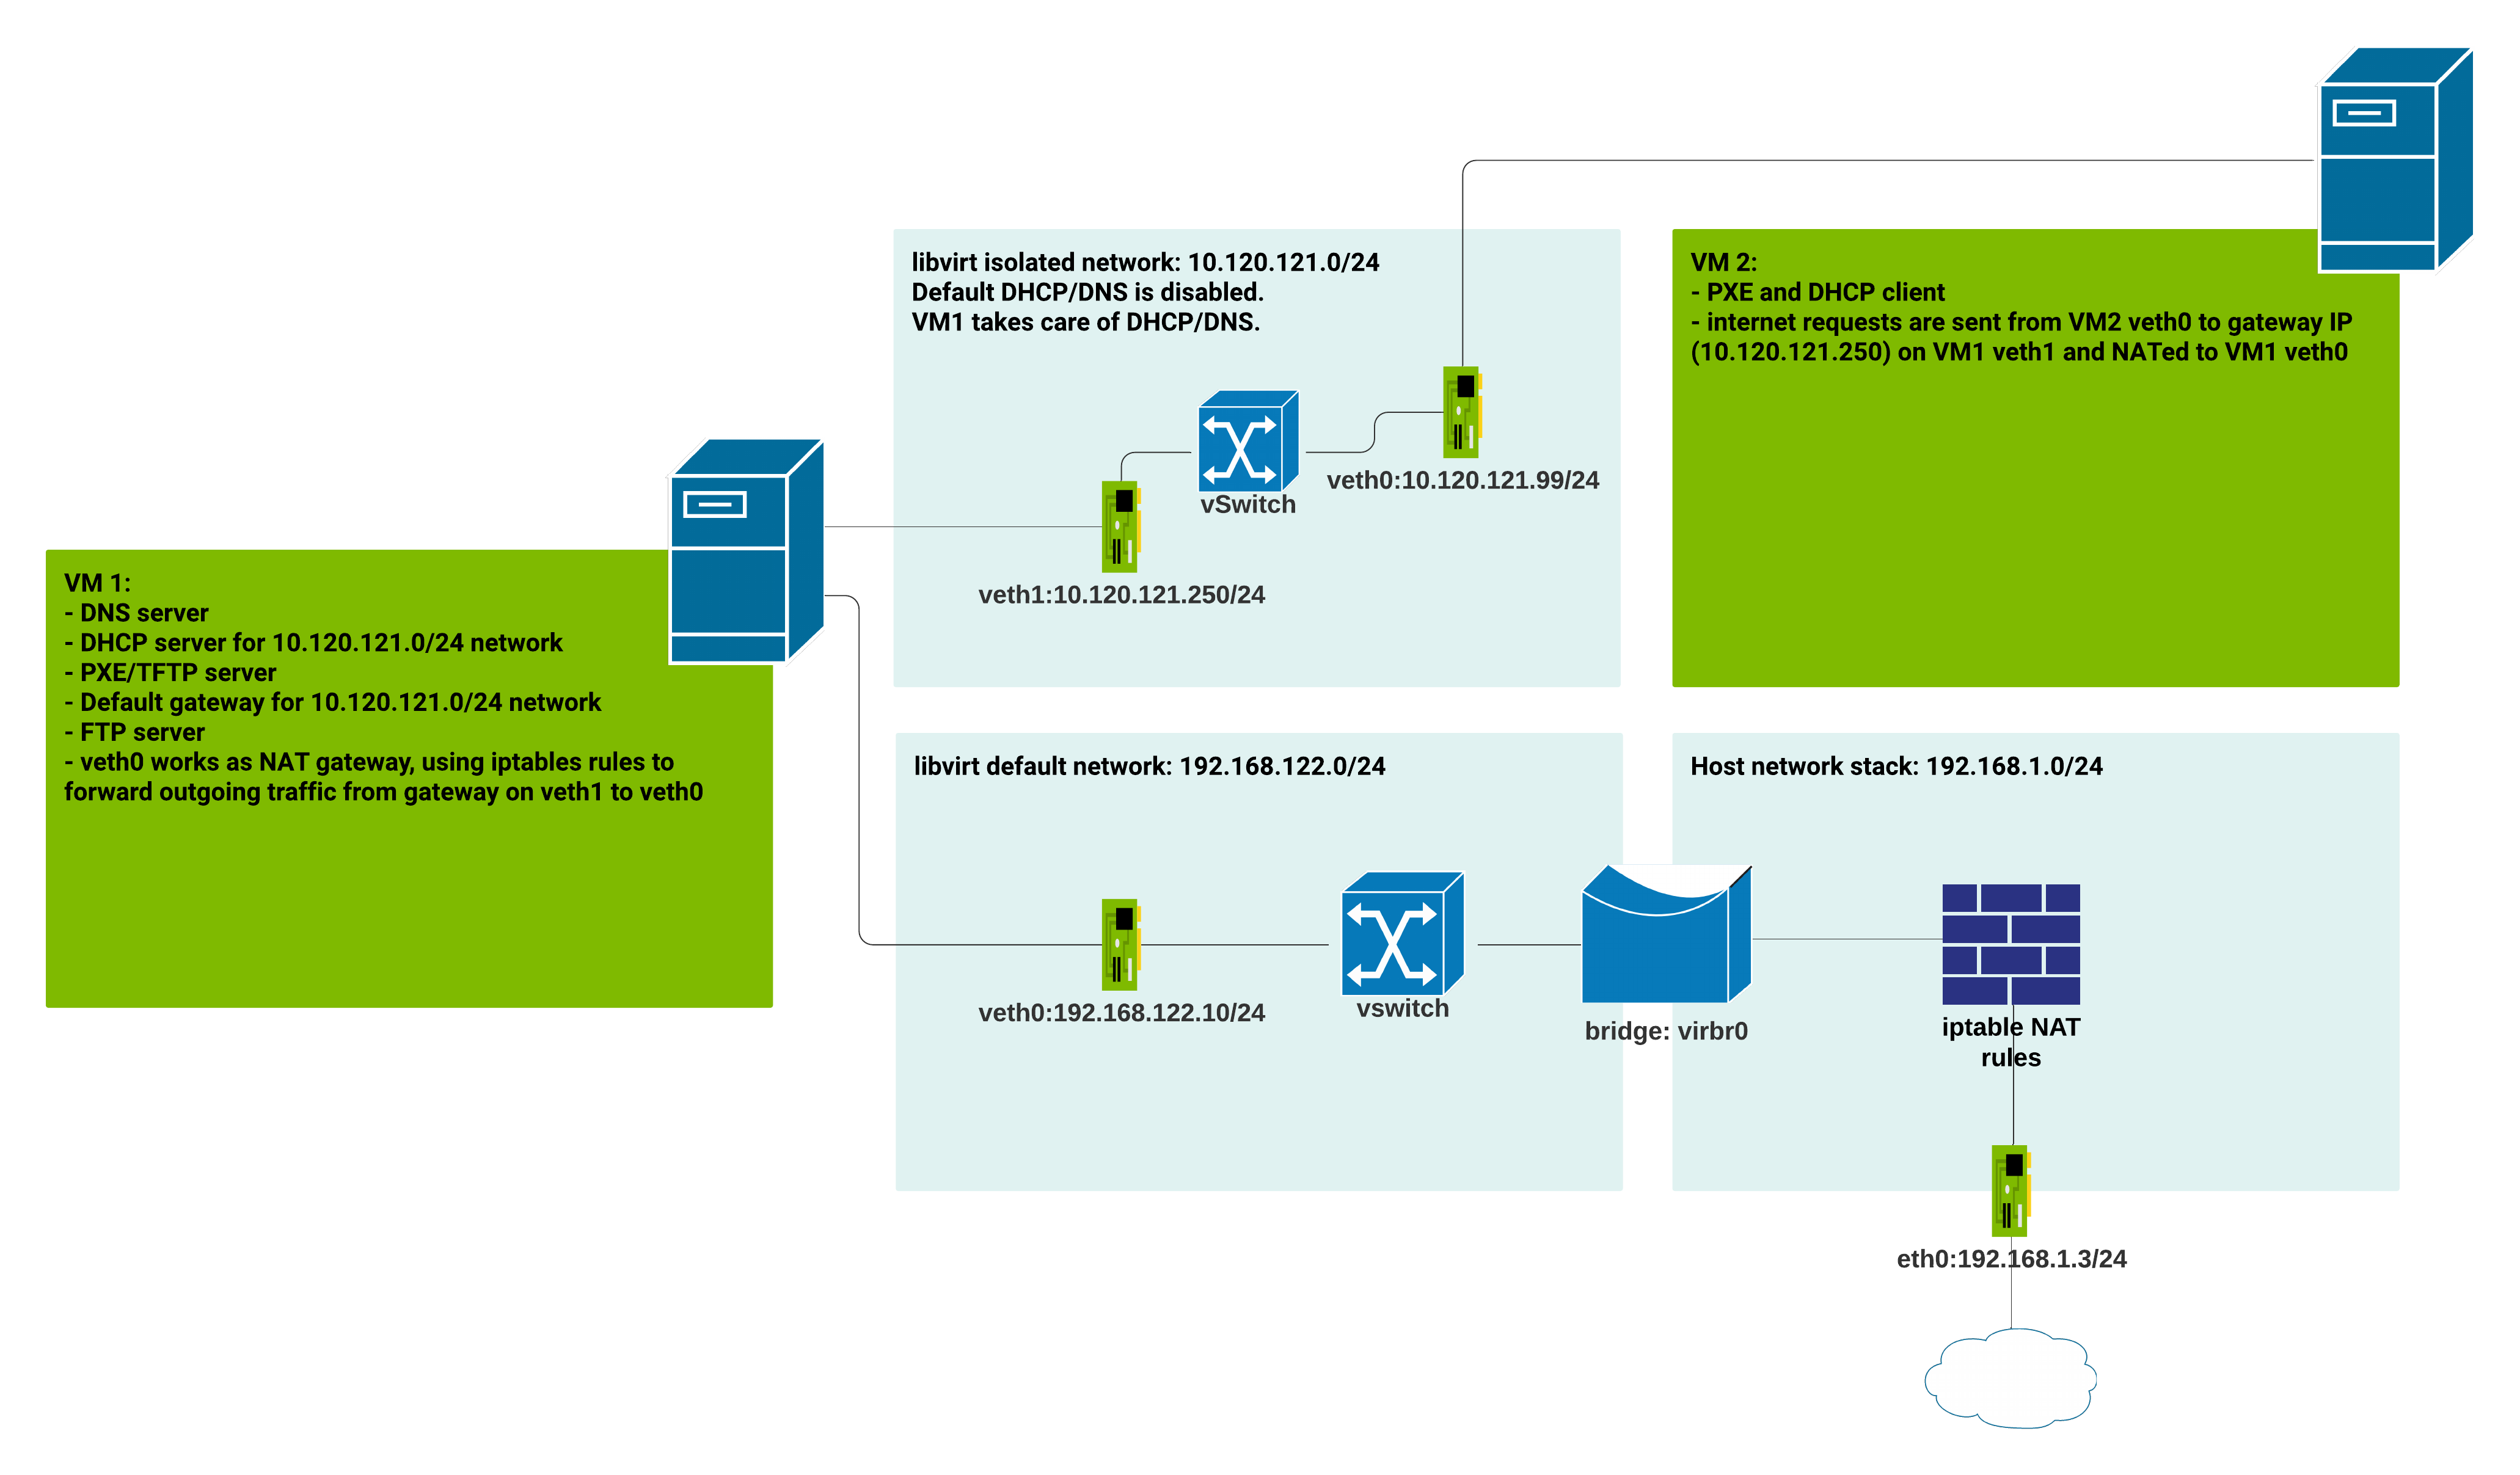 libvirt isolated network: 10.120.121.0/24
Default DHCP/DNS is disabled.
VM1 takes care of DHCP/DNS.
vSwitch
veth0:10.120.121.99/24
veth1:10.120.121.250/24
VM 2:
- PXE and DHCP client
- internet requests are sent from VM2 veth0 to gateway IP
(10.120.121.250) on VM1 veth1 and NATed to VM1 veth0
VM 1:
- DNS server
- DHCP server for 10.120.121.0/24 network
- PXE/TFTP server
- Default gateway for 10.120.121.0/24 network
- FTP server
- veth0 works as NAT gateway, using iptables rules to
forward outgoing traffic from gateway on veth1 to veth0
libvirt default network: 192.168.122.0/24
veth0:192.168.122.10/24
vswitch
bridge: virbr0
Host network stack: 192.168.1.0/24
iptable NAT
rules
eth0:192.168.1.3/24